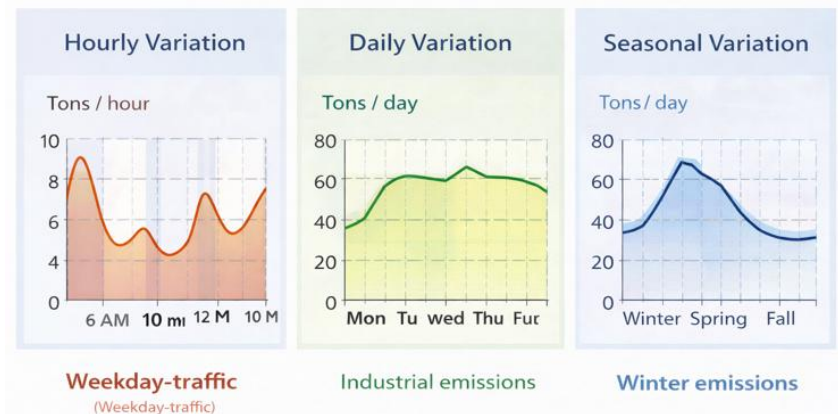 Hourly Variation
Tons / hour
10
8
6
4
0
6 AM 10 mı 12 M 10 M
Weekday-traffic
(Weekday-traffic)
Daily Variation
Tons / day
80
60
40
20
0
Mon Tu wed Thu Fur
Industrial emissions
Seasonal Variation
Tons / day
80
60
40
20
0
Winter Spring Fall
Winter emissions